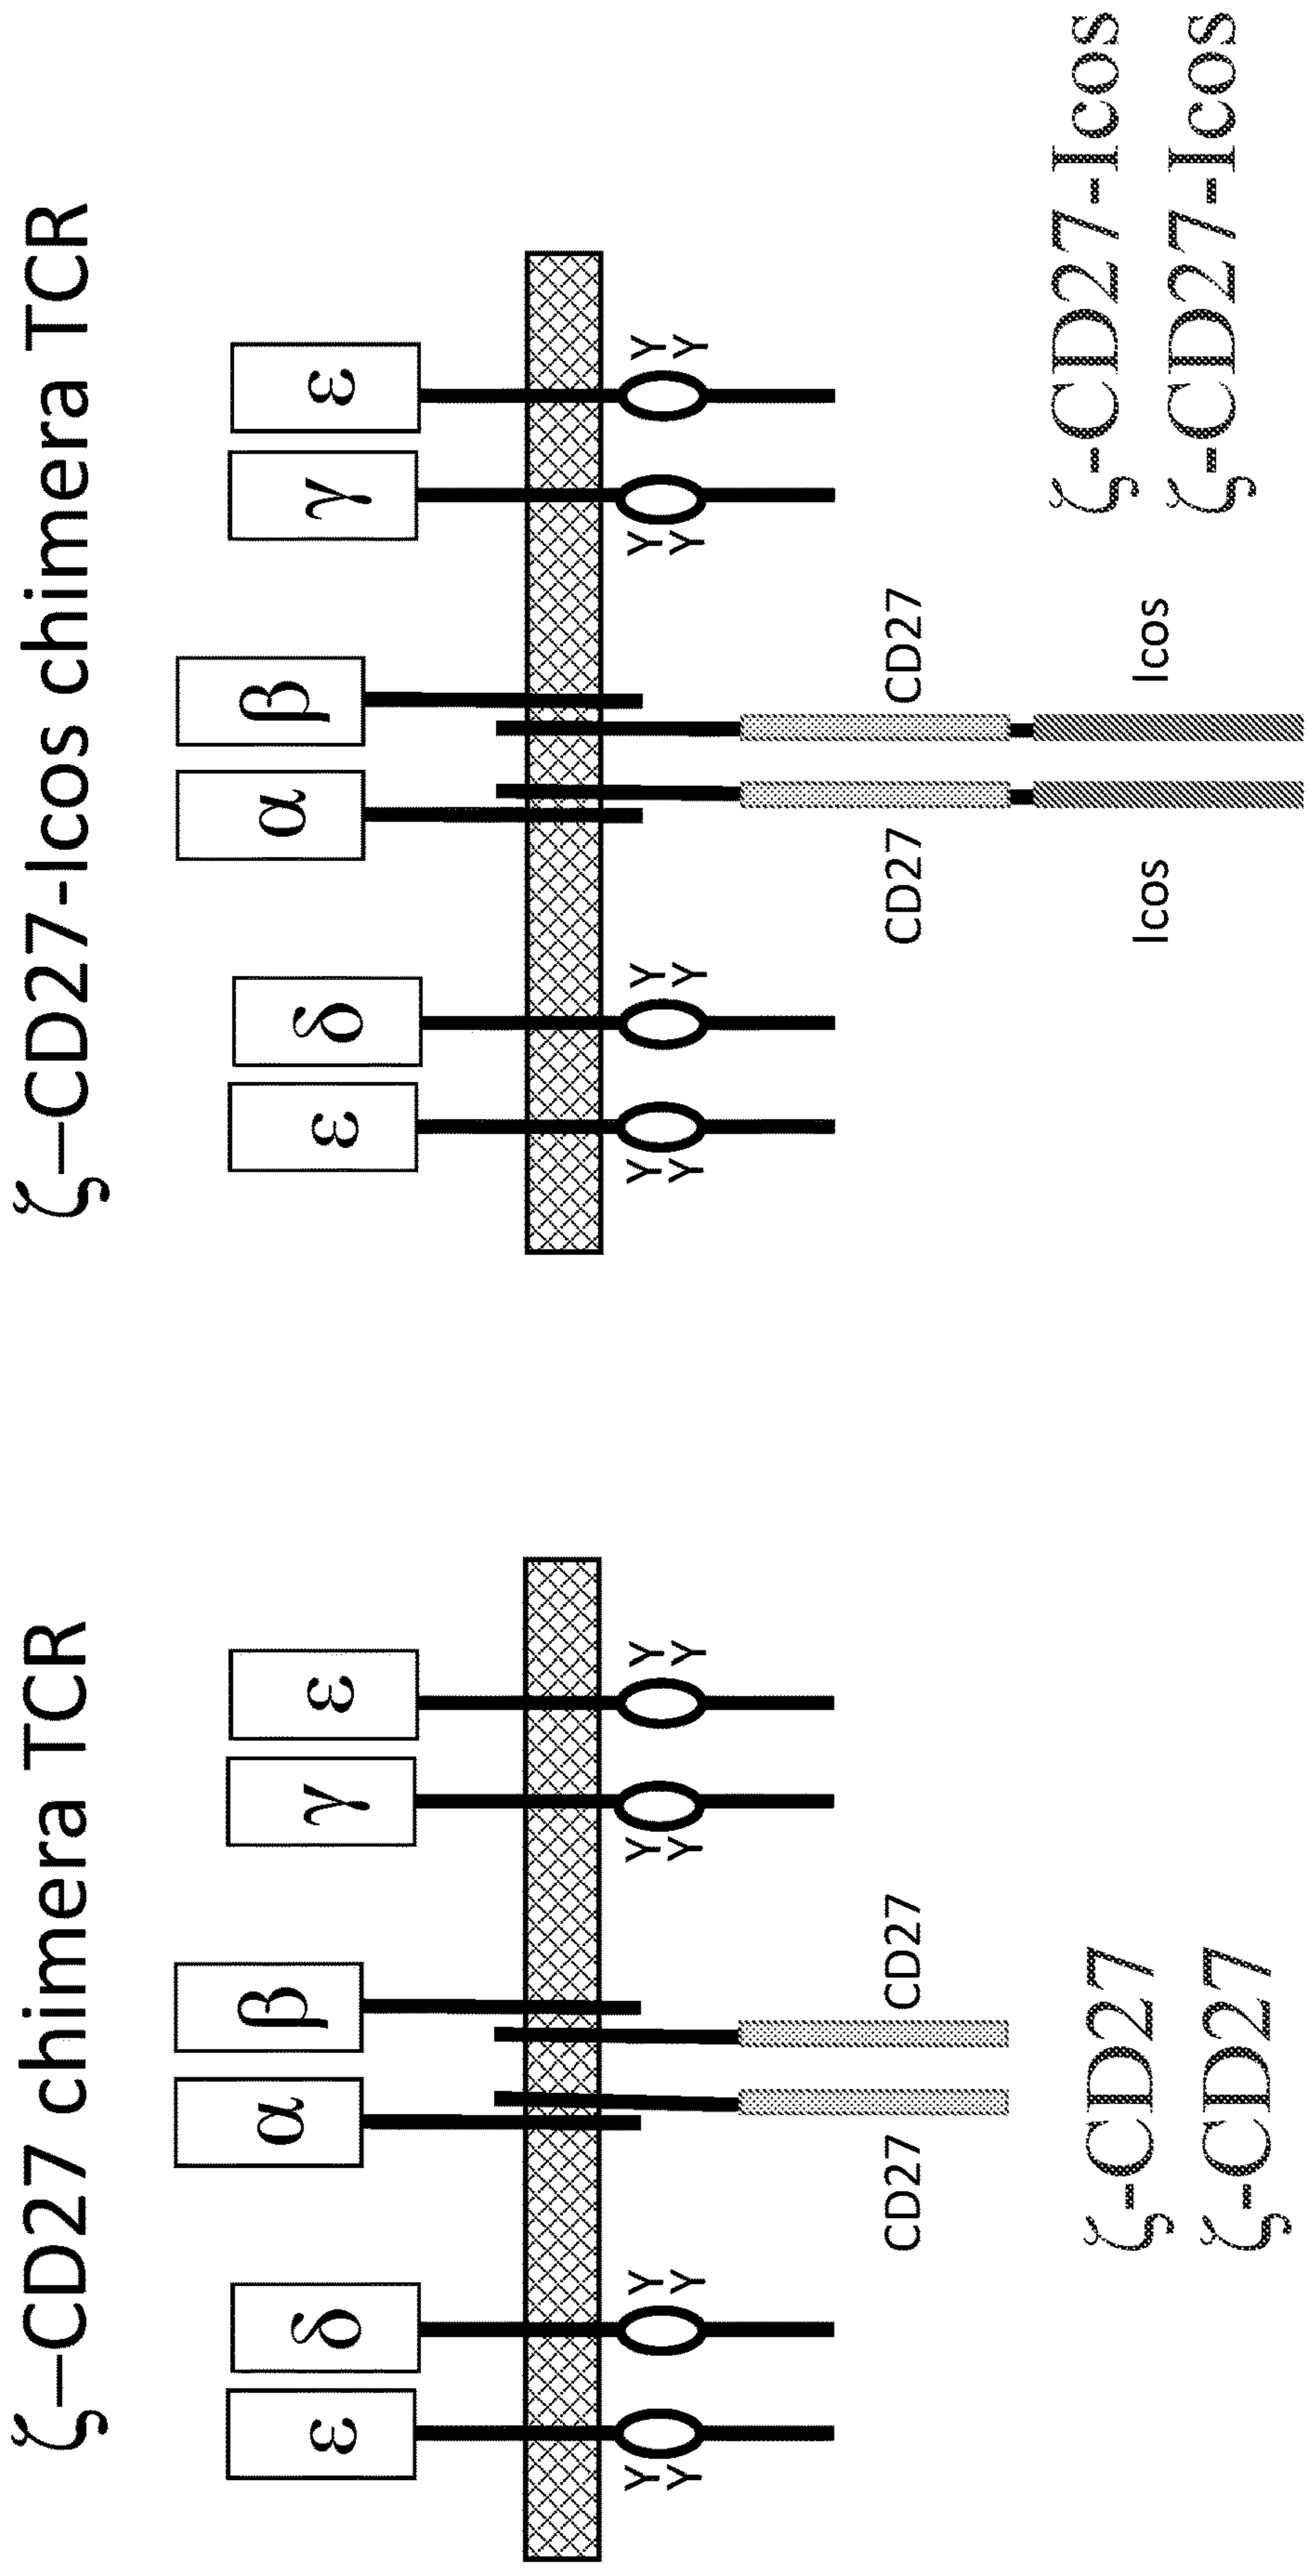 ζ–CD27 chimera TCR
ε δ α β γ ε
Y Y Y Y
Y Y Y Y
CD27 CD27
ζ-CD27
ζ-CD27
ζ–CD27-Icos chimera TCR
ε δ α β γ ε
Y Y Y Y
Y Y Y Y
CD27 CD27
Icos Icos
ζ-CD27-Icos
ζ-CD27-Icos